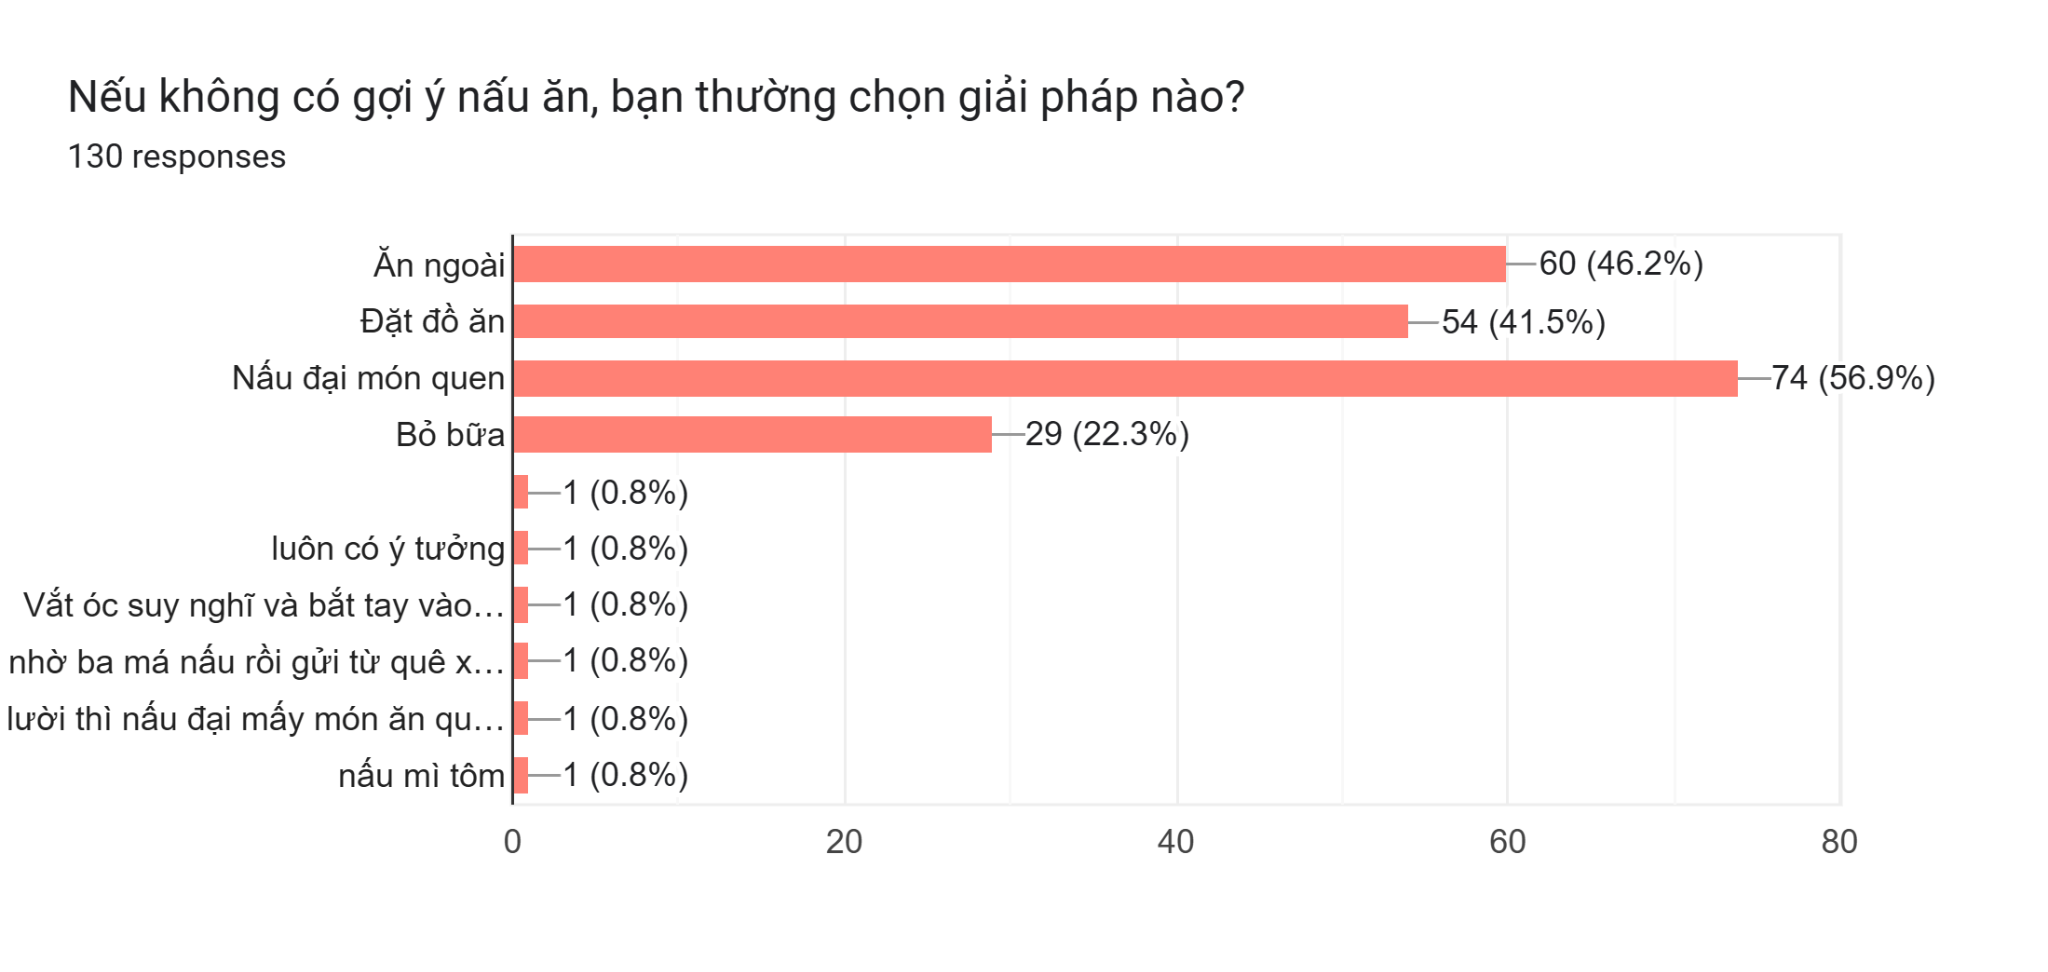 Nếu không có gợi ý nấu ăn, bạn thường chọn giải pháp nào?
130 responses
Ăn ngoài 60 (46.2%)
Đặt đồ ăn 54 (41.5%)
Nấu đại món quen 74 (56.9%)
Bỏ bữa 29 (22.3%)
1 (0.8%)
luôn có ý tưởng 1 (0.8%)
Vắt óc suy nghĩ và bắt tay vào… 1 (0.8%)
nhờ ba má nấu rồi gửi từ quê x… 1 (0.8%)
lười thì nấu đại mấy món ăn qu… 1 (0.8%)
nấu mì tôm 1 (0.8%)
0 20 40 60 80